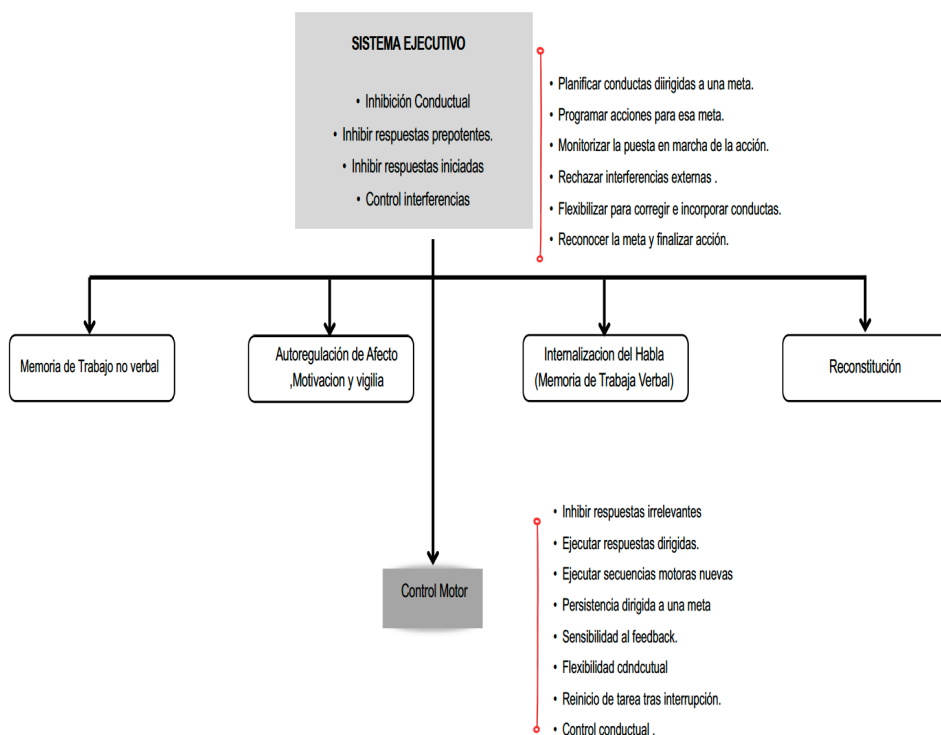 SISTEMA EJECUTIVO
• Inhibición Conductual
• Inhibir respuestas prepotentes.
• Inhibir respuestas iniciadas
• Control interferencias
• Planificar conductas diirigidas a una meta.
• Programar acciones para esa meta.
• Monitorizar la puesta en marcha de la acción.
• Rechazar interferencias externas .
• Flexibilizar para corregir e incorporar conductas.
• Reconocer la meta y finalizar acción.
Memoria de Trabajo no verbal
Autoregulación de Afecto
,Motivacion y vigilia
Internalizacion del Habla
(Memoria de Trabaja Verbal)
Reconstitución
Control Motor
• Inhibir respuestas irrelevantes
• Ejecutar respuestas dirigidas.
• Ejecutar secuencias motoras nuevas
• Persistencia dirigida a una meta
• Sensibilidad al feedback.
• Flexibilidad cdndcutual
• Reinicio de tarea tras interrupción.
• Control conductual .